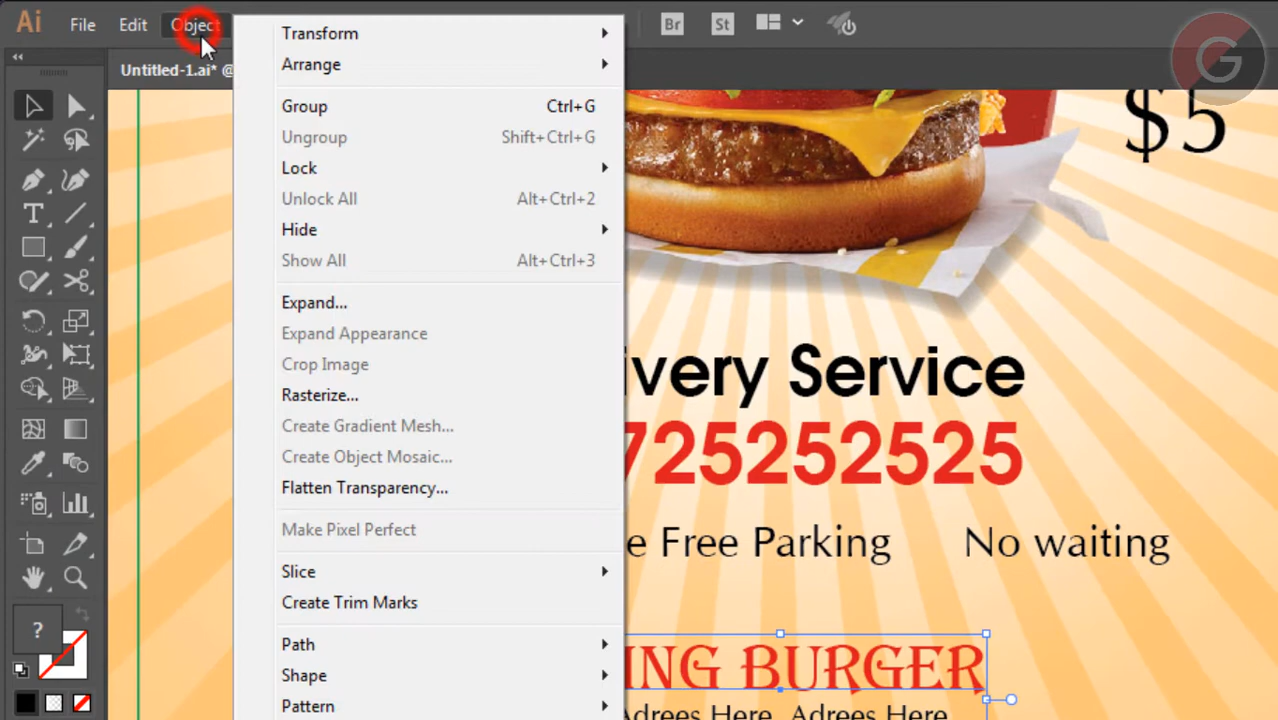 Ai File Edit Object Br St G
Untitled-1.ai* @
Transform
Arrange
Group Ctrl+G
Ungroup Shift+Ctrl+G
Lock
Unlock All Alt+Ctrl+2
Hide
Show All Alt+Ctrl+3
Expand...
Expand Appearance
Crop Image
Rasterize...
Create Gradient Mesh...
Create Object Mosaic...
Flatten Transparency...
Make Pixel Perfect
Slice
Create Trim Marks
Path
Shape
Pattern
T
?
$5
ivery Service
725252525
e Free Parking No waiting
ING BURGER
Adrees Here, Adrees Here